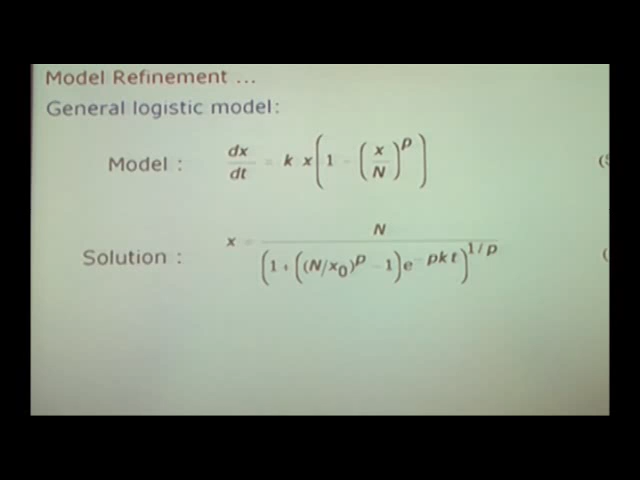 Model Refinement ...
General logistic model:
Model : dx/dt = k x(1 - (x/N)^p)
Solution : x = N/(1+((N/x₀)^p - 1)e^(-pkt))^(1/p)